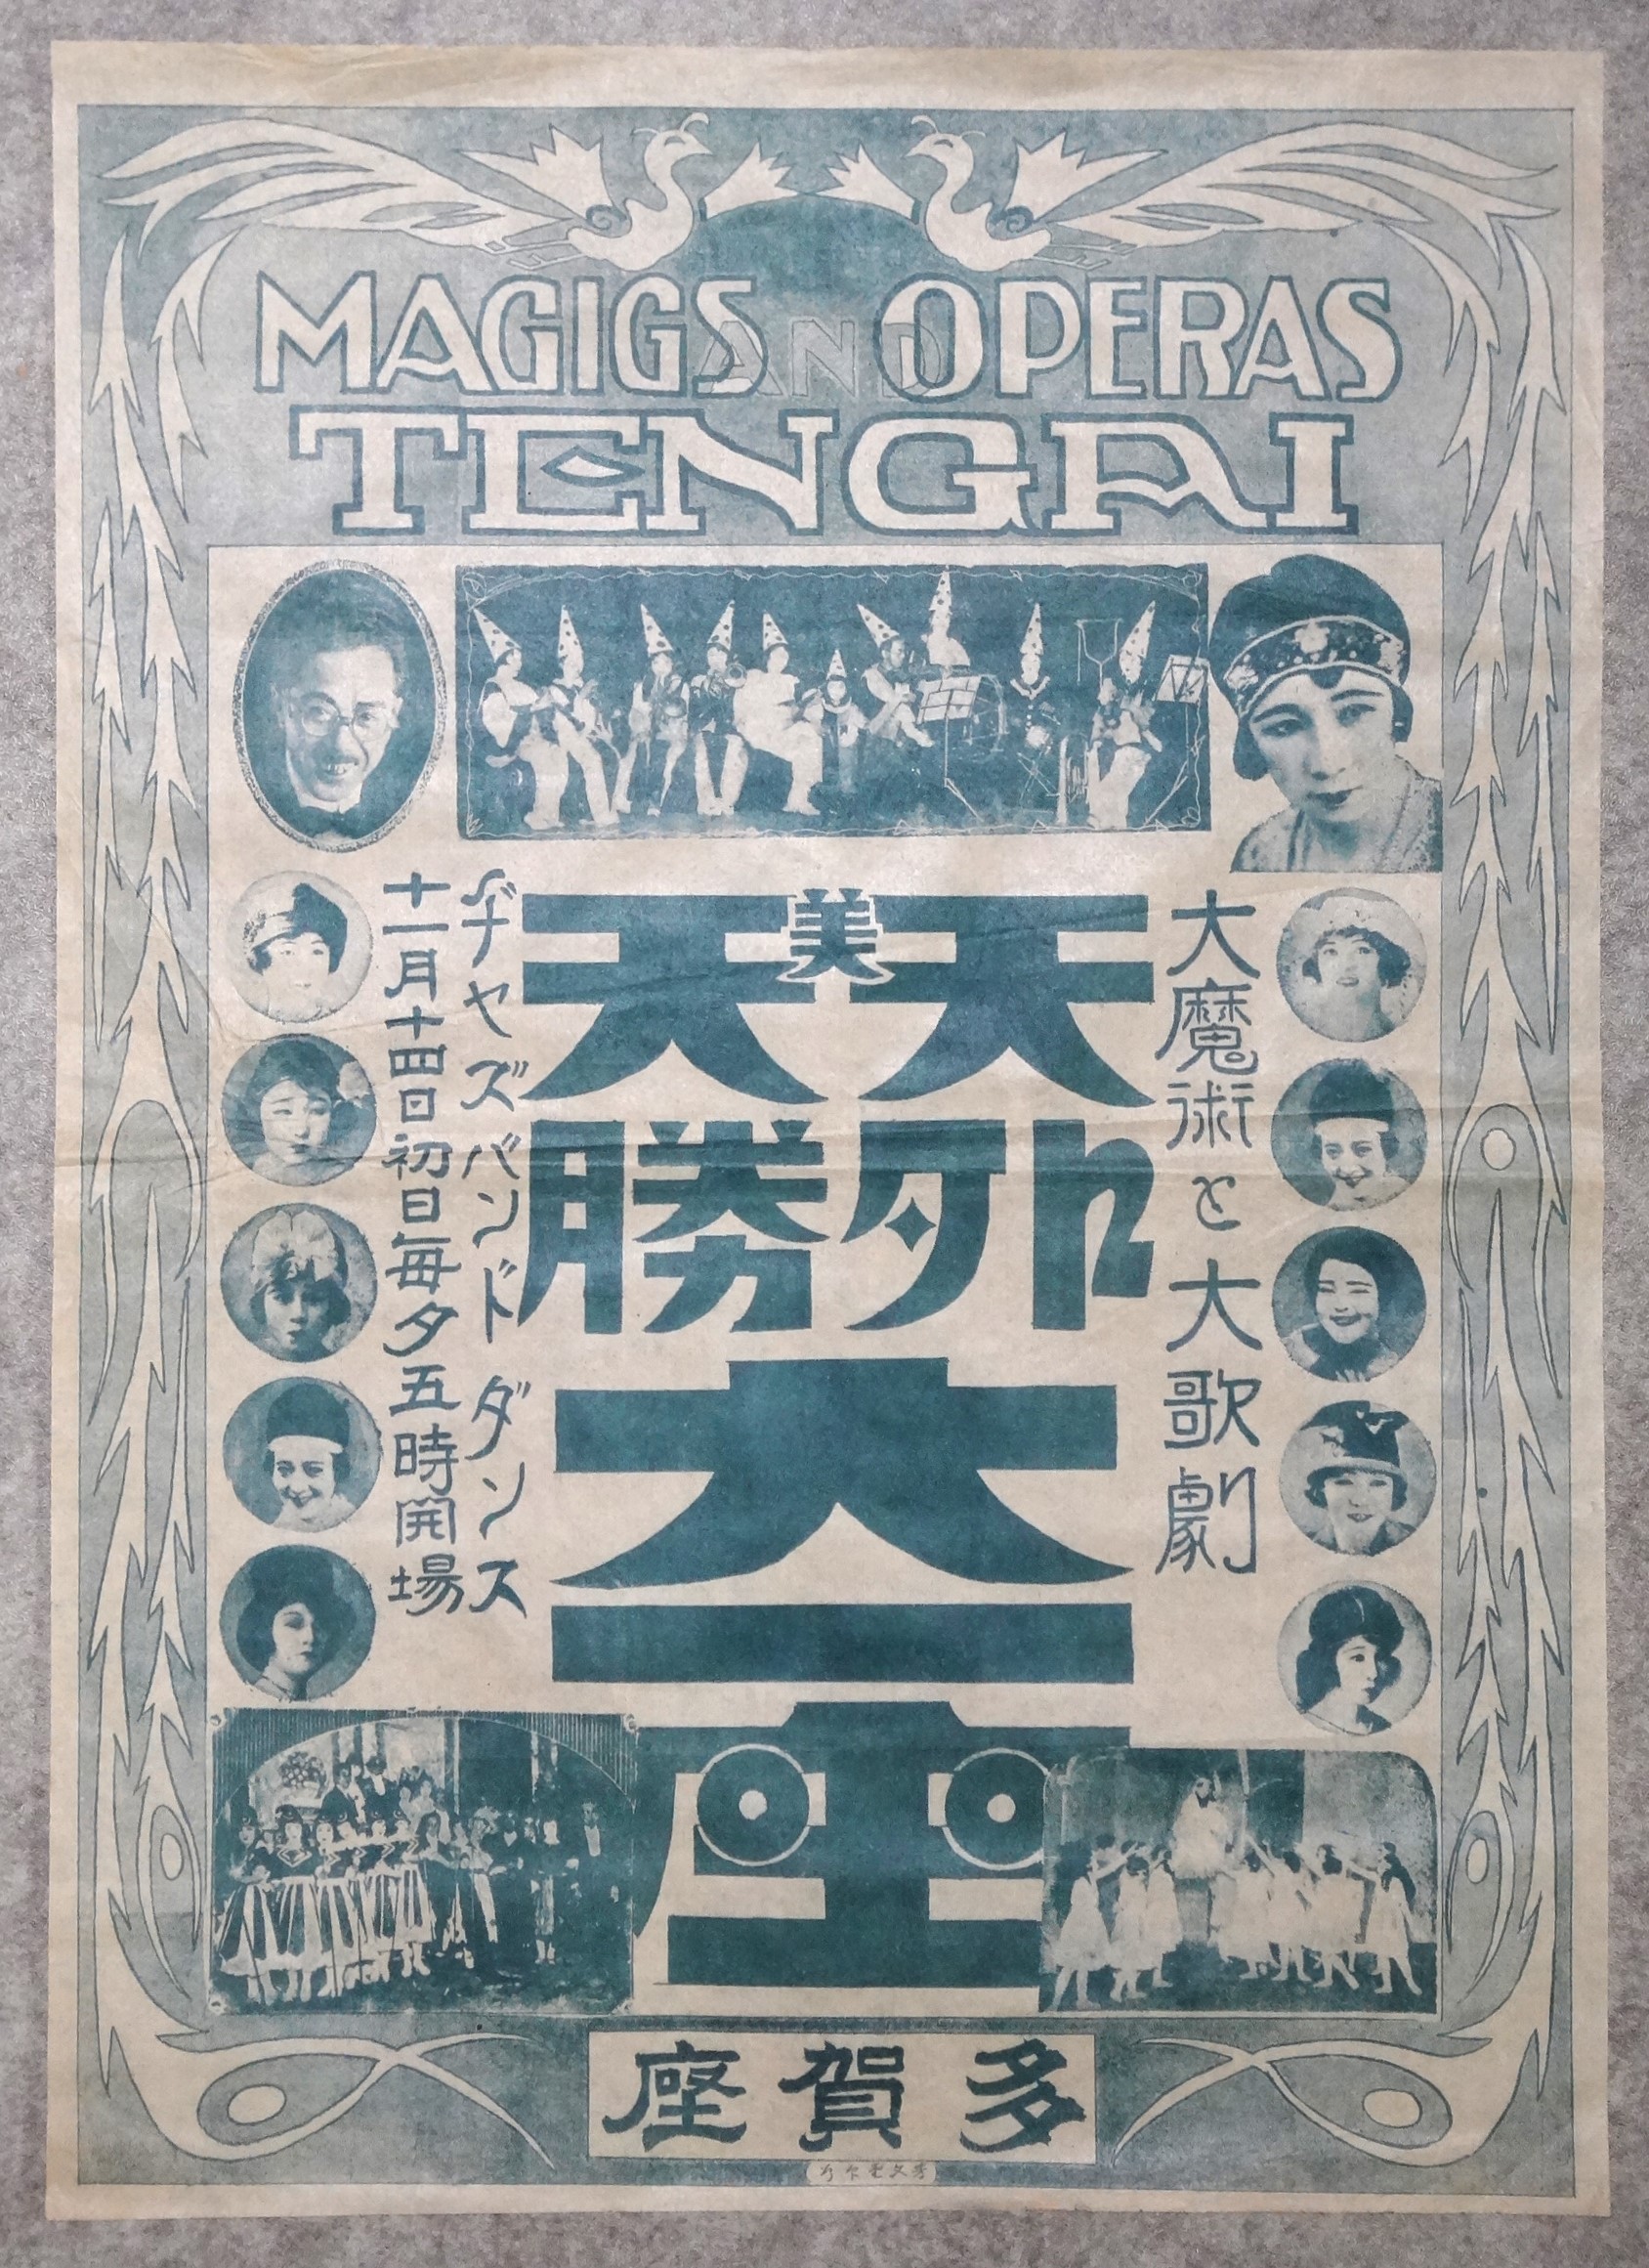 MAGIGS AND OPERAS
TENGAI
大魔術と大歌劇
天外
美
天勝
大一座
ヂヤズバンド ダンス
十一月十四日初日毎夕五時開場
多賀座